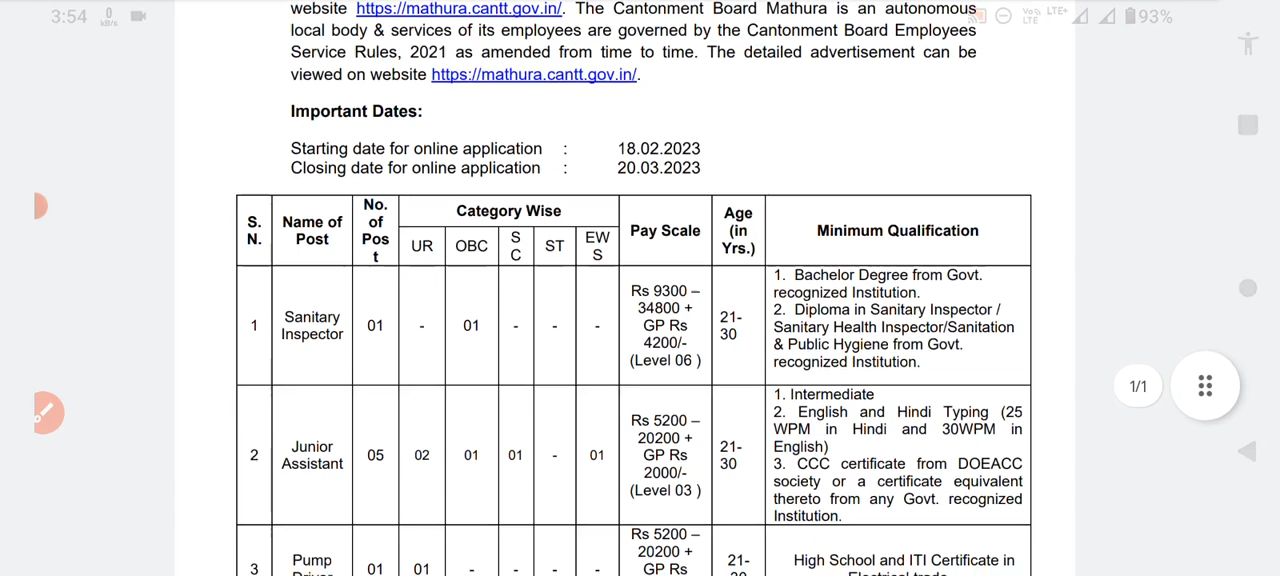 3:54 0 kB/s Vo) LTE LTE+ 93%
website https://mathura.cantt.gov.in/. The Cantonment Board Mathura is an autonomous
local body & services of its employees are governed by the Cantonment Board Employees
Service Rules, 2021 as amended from time to time. The detailed advertisement can be
viewed on website https://mathura.cantt.gov.in/.
Important Dates:
Starting date for online application : 18.02.2023
Closing date for online application : 20.03.2023
S. N.
Name of Post
No. of Pos t
Category Wise
UR OBC S C ST EW S
Pay Scale
Age (in Yrs.)
Minimum Qualification
1
Sanitary
Inspector
01 - 01 - - -
Rs 9300 –
34800 +
GP Rs
4200/-
(Level 06 )
21-
30
1. Bachelor Degree from Govt.
recognized Institution.
2. Diploma in Sanitary Inspector /
Sanitary Health Inspector/Sanitation
& Public Hygiene from Govt.
recognized Institution.
2
Junior
Assistant
05 02 01 01 - 01
Rs 5200 –
20200 +
GP Rs
2000/-
(Level 03 )
21-
30
1. Intermediate
2. English and Hindi Typing (25
WPM in Hindi and 30WPM in
English)
3. CCC certificate from DOEACC
society or a certificate equivalent
thereto from any Govt. recognized
Institution.
3
Pump
Driver
01 01 - - - -
Rs 5200 –
20200 +
GP Rs
21-
30
High School and ITI Certificate in
Electrical trade
1/1